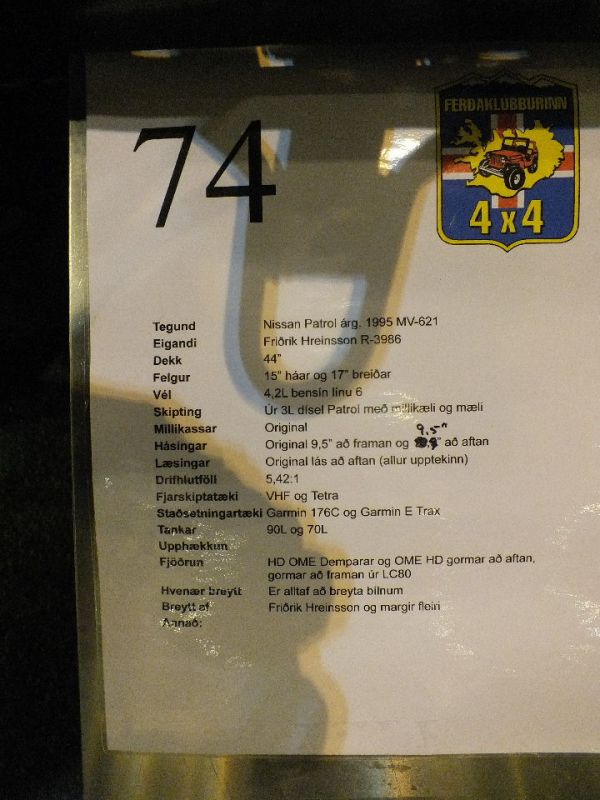 74
FERÐAKLÚBBURINN
4x4
Tegund Nissan Patrol árg. 1995 MV-621
Eigandi Friðrik Hreinsson R-3986
Dekk 44"
Felgur 15" háar og 17" breiðar
Vél 4,2L bensín línu 6
Skipting Úr 3L dísel Patrol með millikæli og mæli
Millikassar Original
9.5"
Hásingar Original 9,5" að framan og að aftan
Læsingar Original lás að aftan (allur upptekinn)
Drifhlutföll 5,42:1
Fjarskiptatæki VHF og Tetra
Staðsetningartæki Garmin 176C og Garmin E Trax
Tankar 90L og 70L
Upphækkun
Fjöðrun HD OME Demparar og OME HD gormar að aftan,
gormar að framan úr LC80
Hvenær breytt Er alltaf að breyta bílnum
Breytt af Friðrik Hreinsson og margir fleiri
Annað: